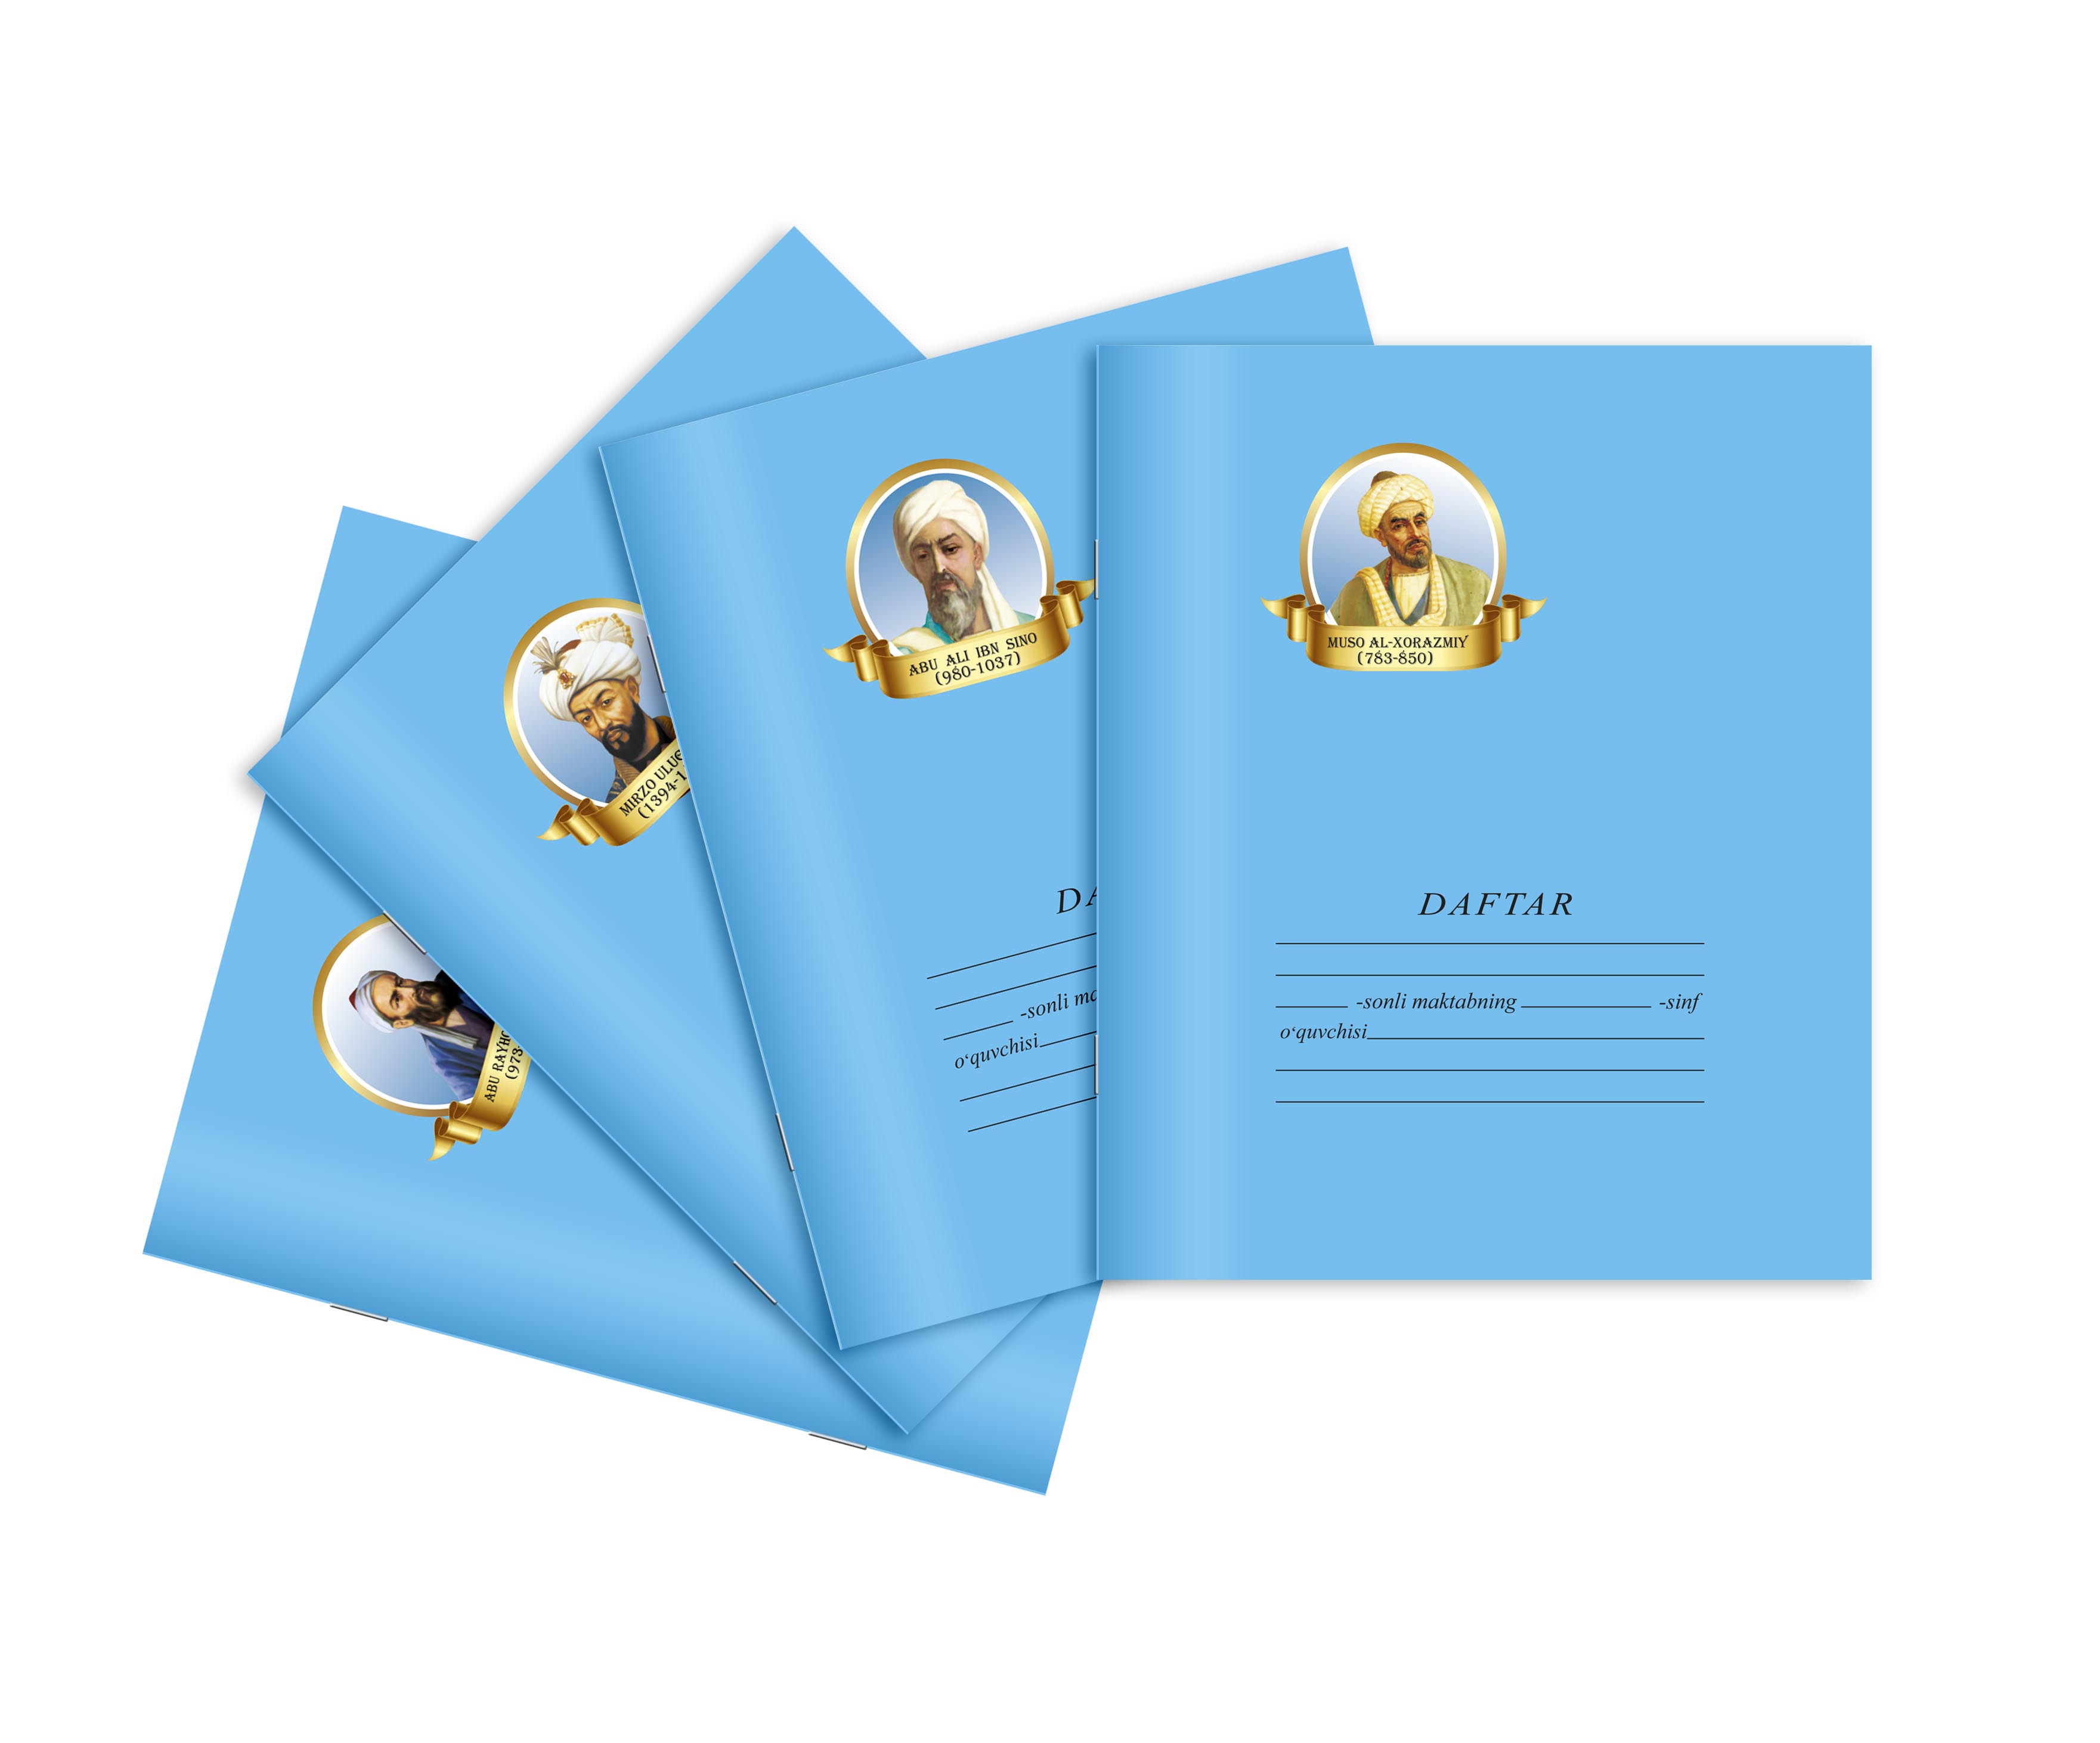 ABU RAYHO
(973-
MIRZO ULUG
(1394-1
ABU ALI IBN SINO
(980-1037)
DA
-sonli ma
o‘quvchisi
MUSO AL-XORAZMIY
(783-850)
DAFTAR
-sonli maktabning -sinf
o‘quvchisi